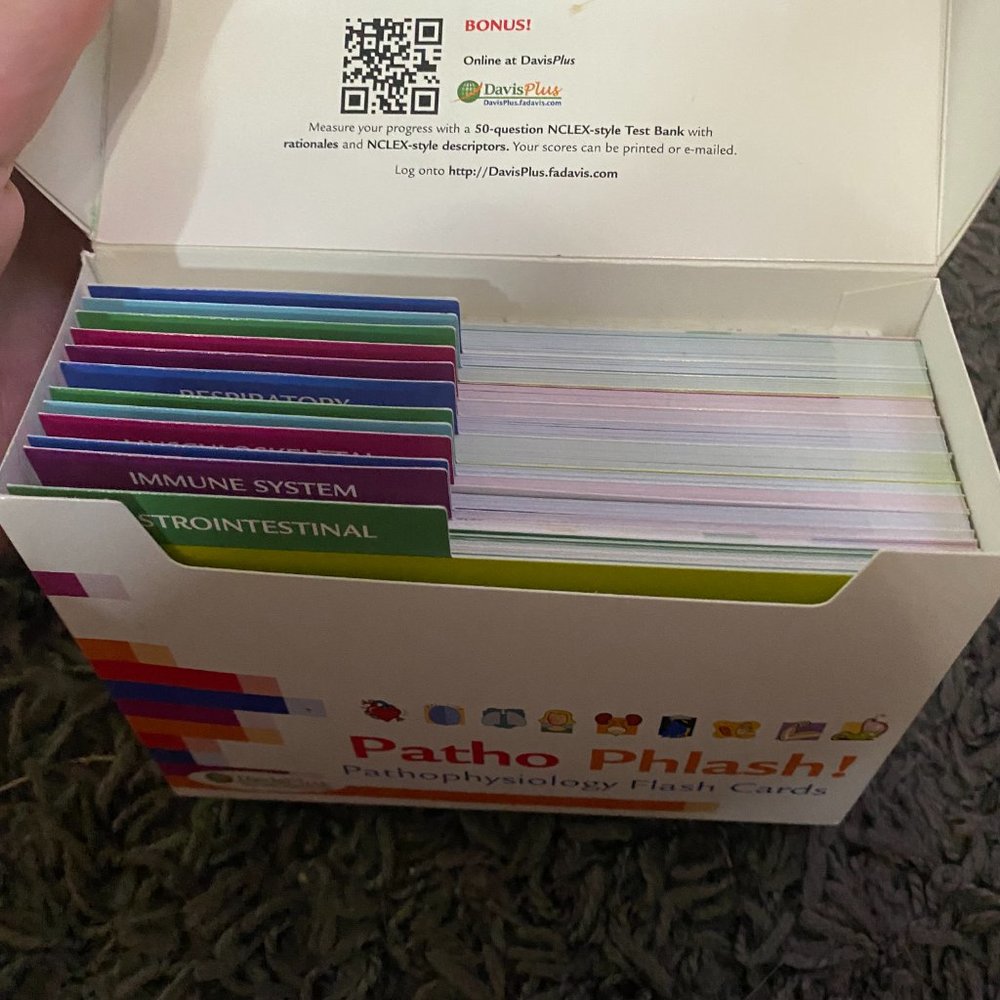 BONUS!
Online at DavisPlus
DavisPlus
DavisPlus.fadavis.com
Measure your progress with a 50-question NCLEX-style Test Bank with
rationales and NCLEX-style descriptors. Your scores can be printed or e-mailed.
Log onto http://DavisPlus.fadavis.com
RESPIRATORY
MUSCULOSKELETAL
IMMUNE SYSTEM
STROINTESTINAL
Patho Phlash!
Pathophysiology Flash Cards